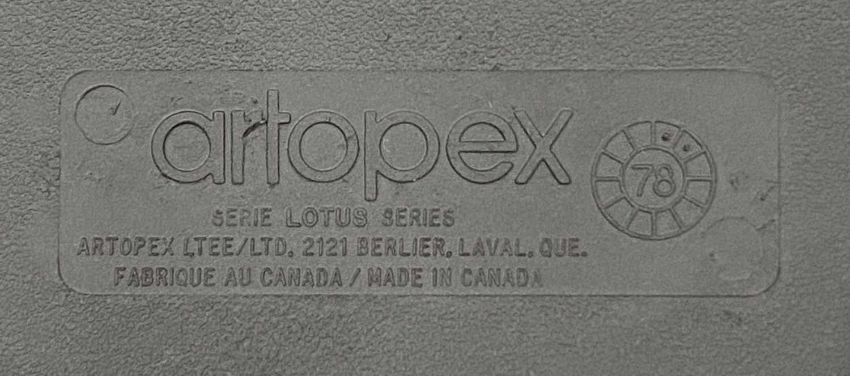 artopex
78
SERIE LOTUS SERIES
ARTOPEX LTEE/LTD. 2121 BERLIER, LAVAL, QUE.
FABRIQUE AU CANADA / MADE IN CANADA